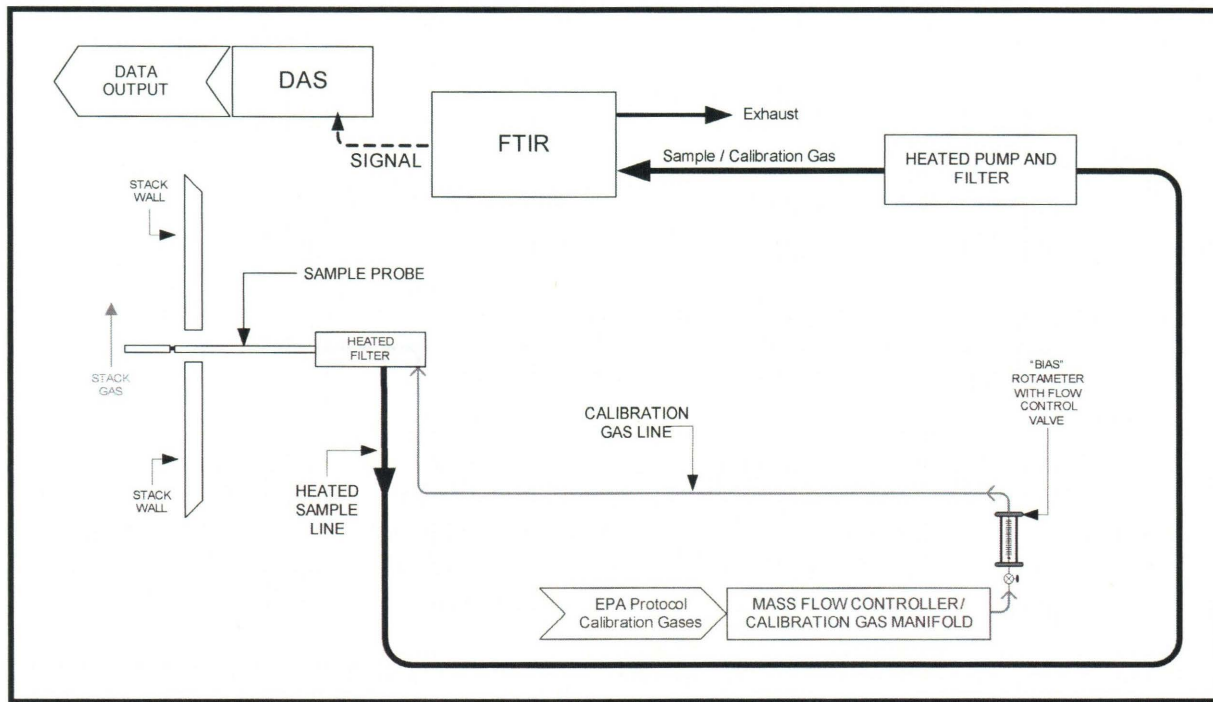 DATA
OUTPUT
DAS
FTIR
Exhaust
SIGNAL
Sample / Calibration Gas
HEATED PUMP AND
FILTER
STACK
WALL
SAMPLE PROBE
HEATED
FILTER
STACK
GAS
"BIAS"
ROTAMETER
WITH FLOW
CONTROL
VALVE
CALIBRATION
GAS LINE
STACK
WALL
HEATED
SAMPLE
LINE
EPA Protocol
Calibration Gases
MASS FLOW CONTROLLER/
CALIBRATION GAS MANIFOLD